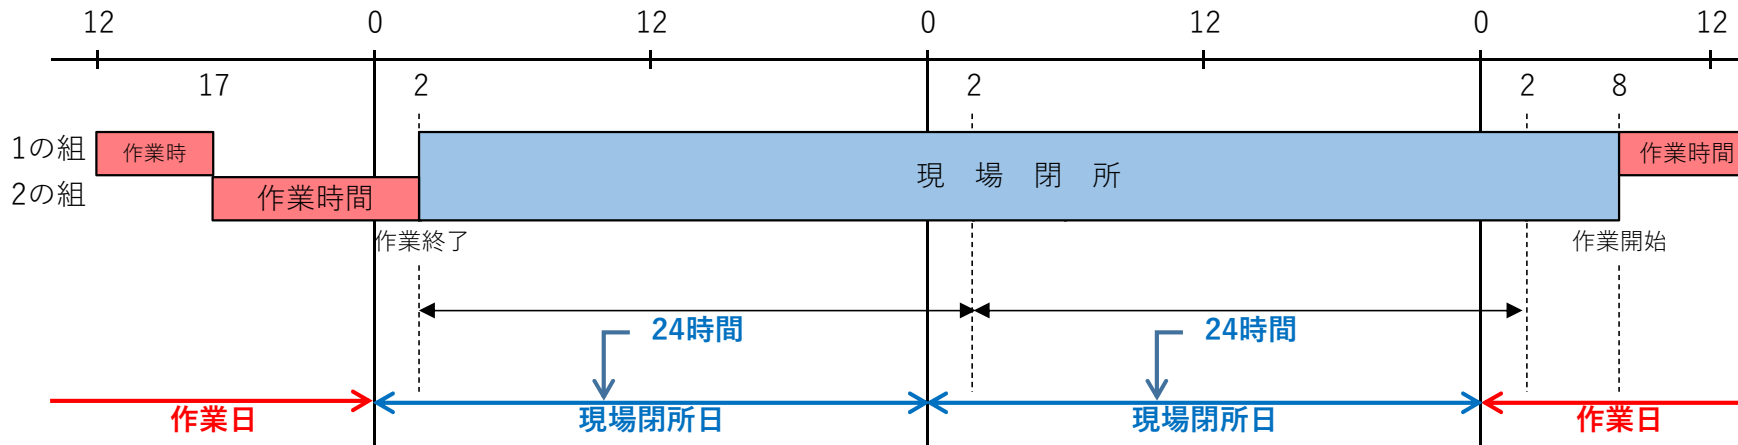 12 0 12 0 12 0 12
17 2 2 2 8
1の組 作業時 現場閉所 作業時間
2の組 作業時間
作業終了 作業開始
24時間 24時間
作業日 現場閉所日 現場閉所日 作業日